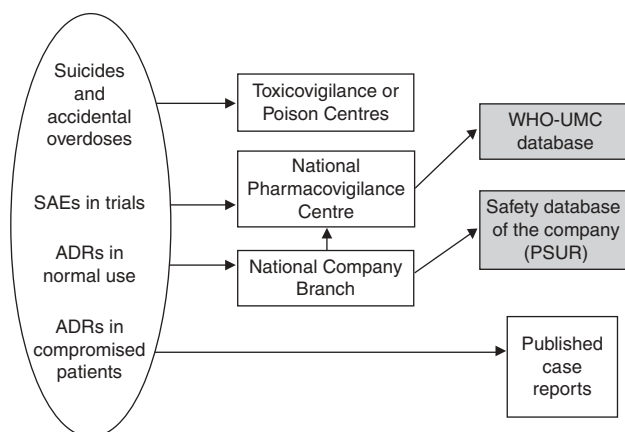 Suicides
and
accidental
overdoses
SAEs in trials
ADRs in
normal use
ADRs in
compromised
patients
Toxicovigilance or
Poison Centres
National
Pharmacovigilance
Centre
National Company
Branch
WHO-UMC
database
Safety database
of the company
(PSUR)
Published
case
reports